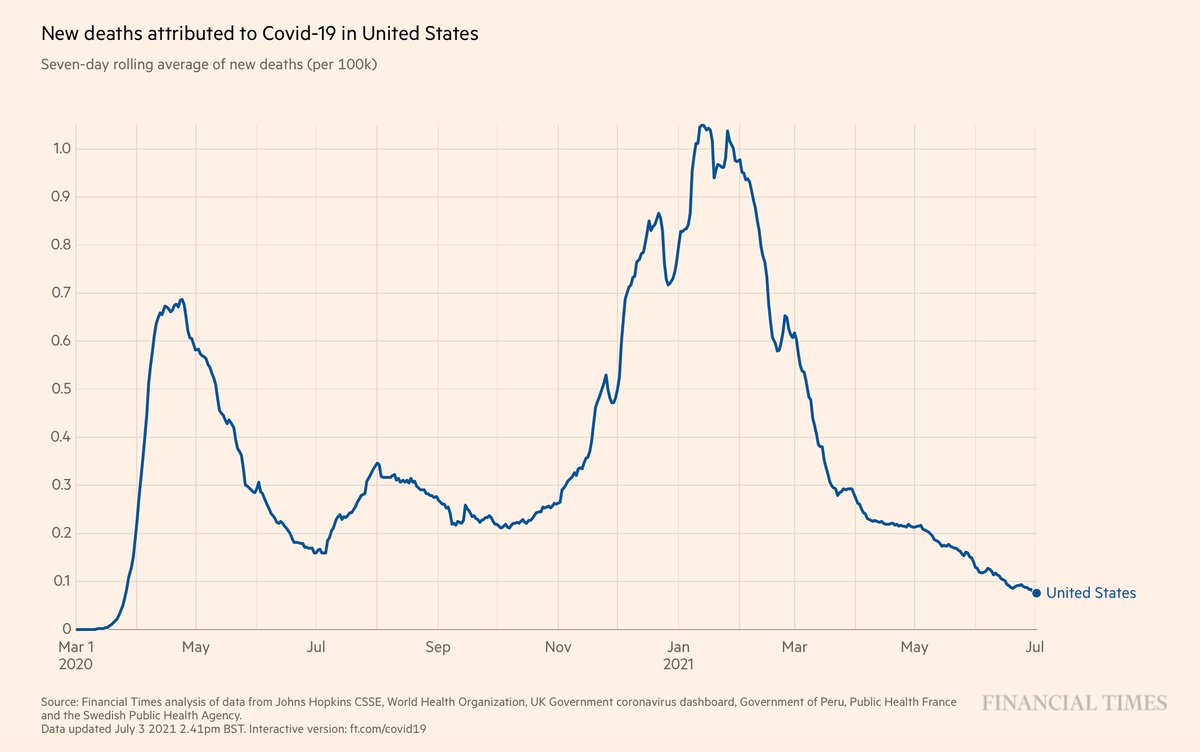 New deaths attributed to Covid-19 in United States
Seven-day rolling average of new deaths (per 100k)
1.0
0.9
0.8
0.7
0.6
0.5
0.4
0.3
0.2
0.1
0
United States
Mar 1 May Jul Sep Nov Jan Mar May Jul
2020 2021
Source: Financial Times analysis of data from Johns Hopkins CSSE, World Health Organization, UK Government coronavirus dashboard, Government of Peru, Public Health France
and the Swedish Public Health Agency.
Data updated July 3 2021 2.41pm BST. Interactive version: ft.com/covid19
FINANCIAL TIMES